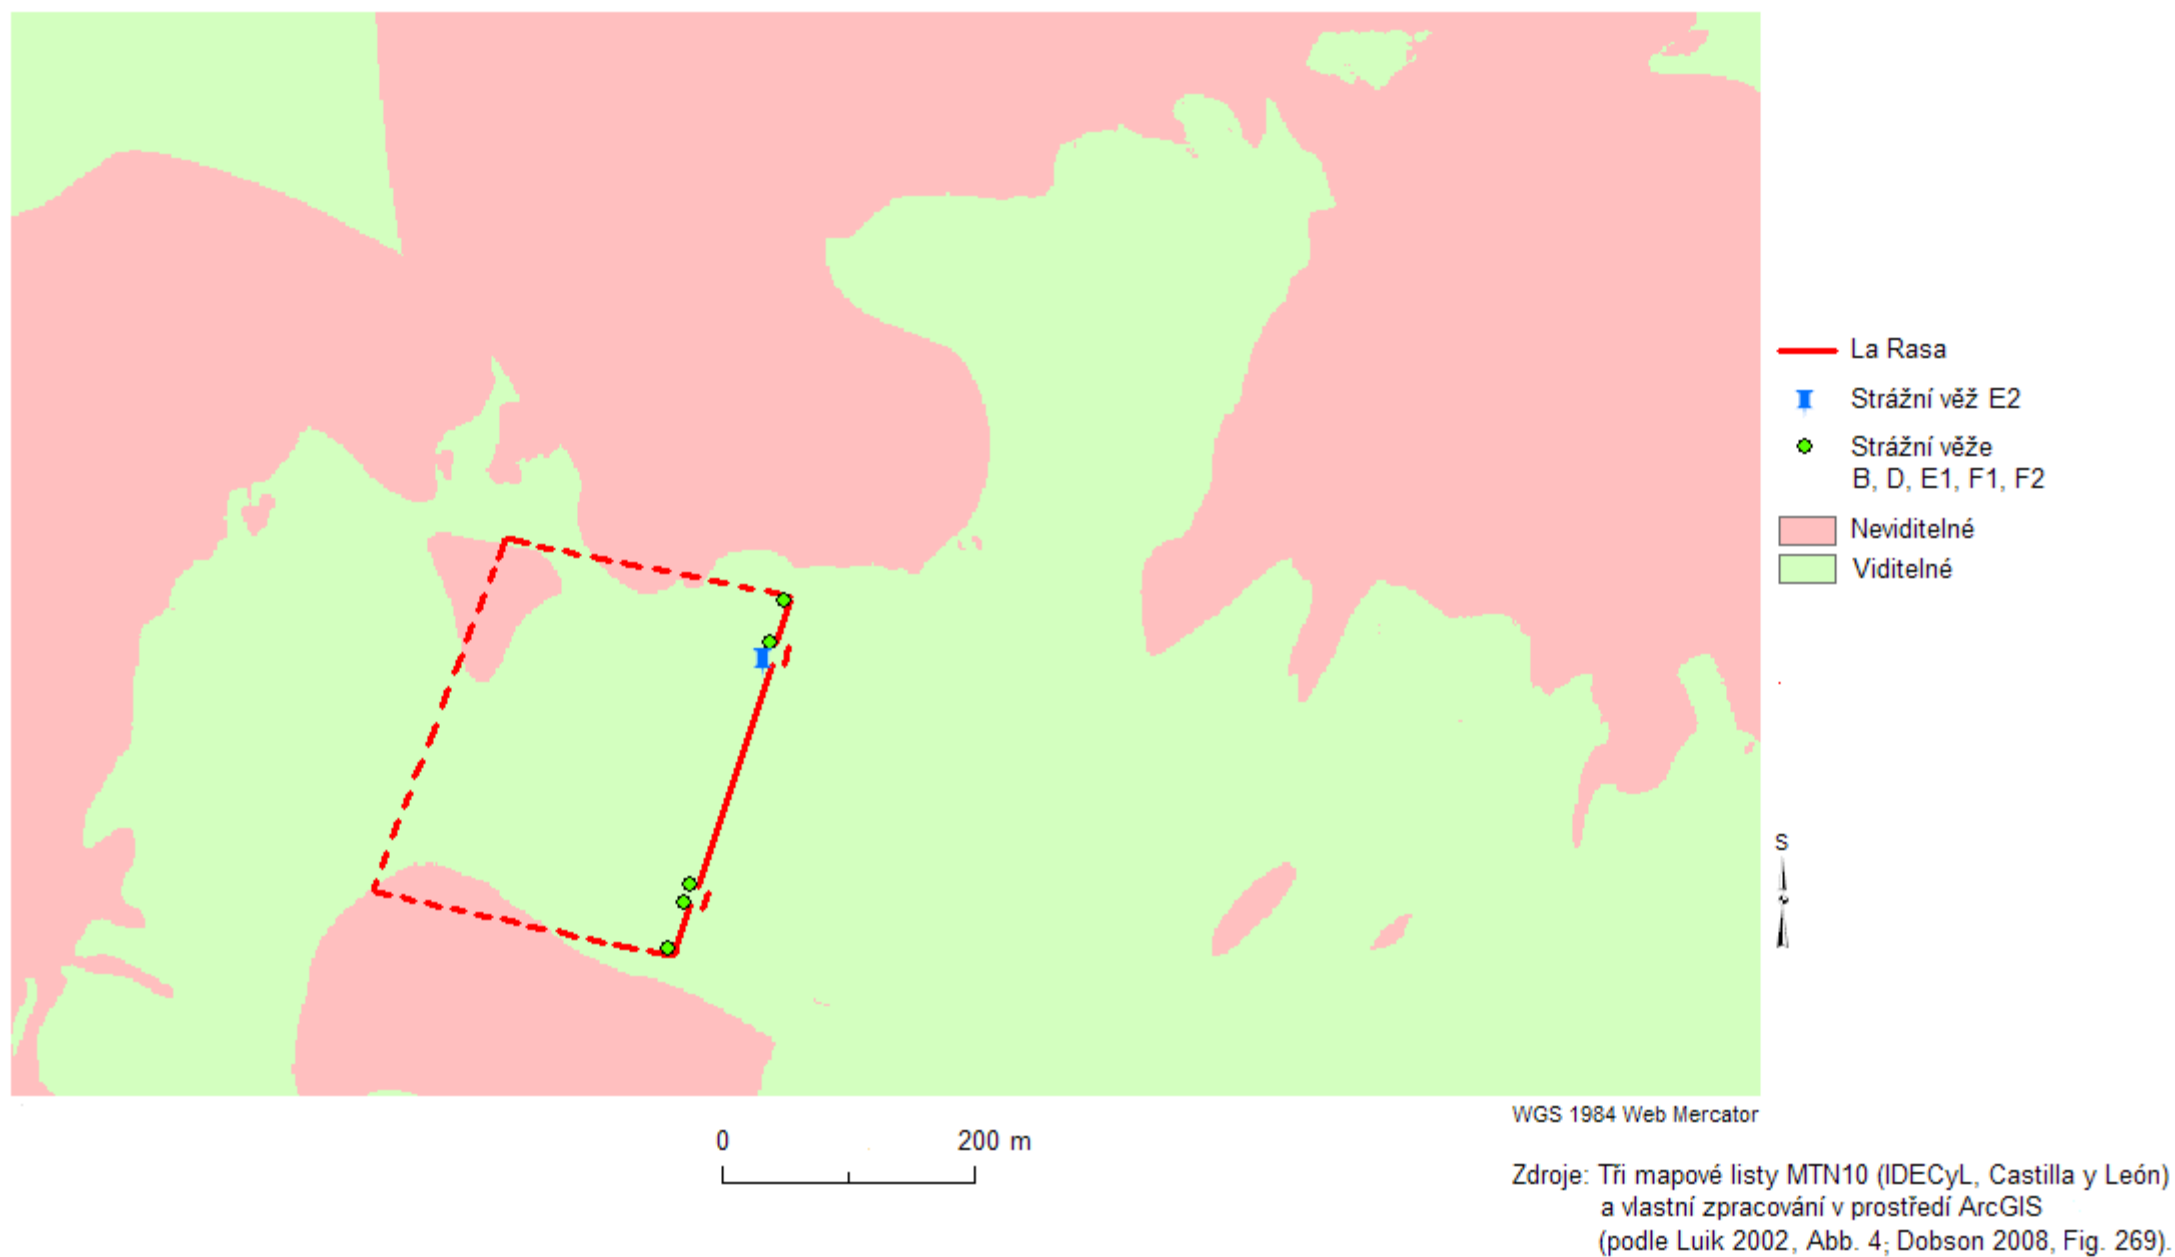 La Rasa
Strážní věž E2
Strážní věže
B, D, E1, F1, F2
Neviditelné
Viditelné
S
WGS 1984 Web Mercator
0 200 m
Zdroje: Tři mapové listy MTN10 (IDECyL, Castilla y León)
a vlastní zpracování v prostředí ArcGIS
(podle Luik 2002, Abb. 4; Dobson 2008, Fig. 269).